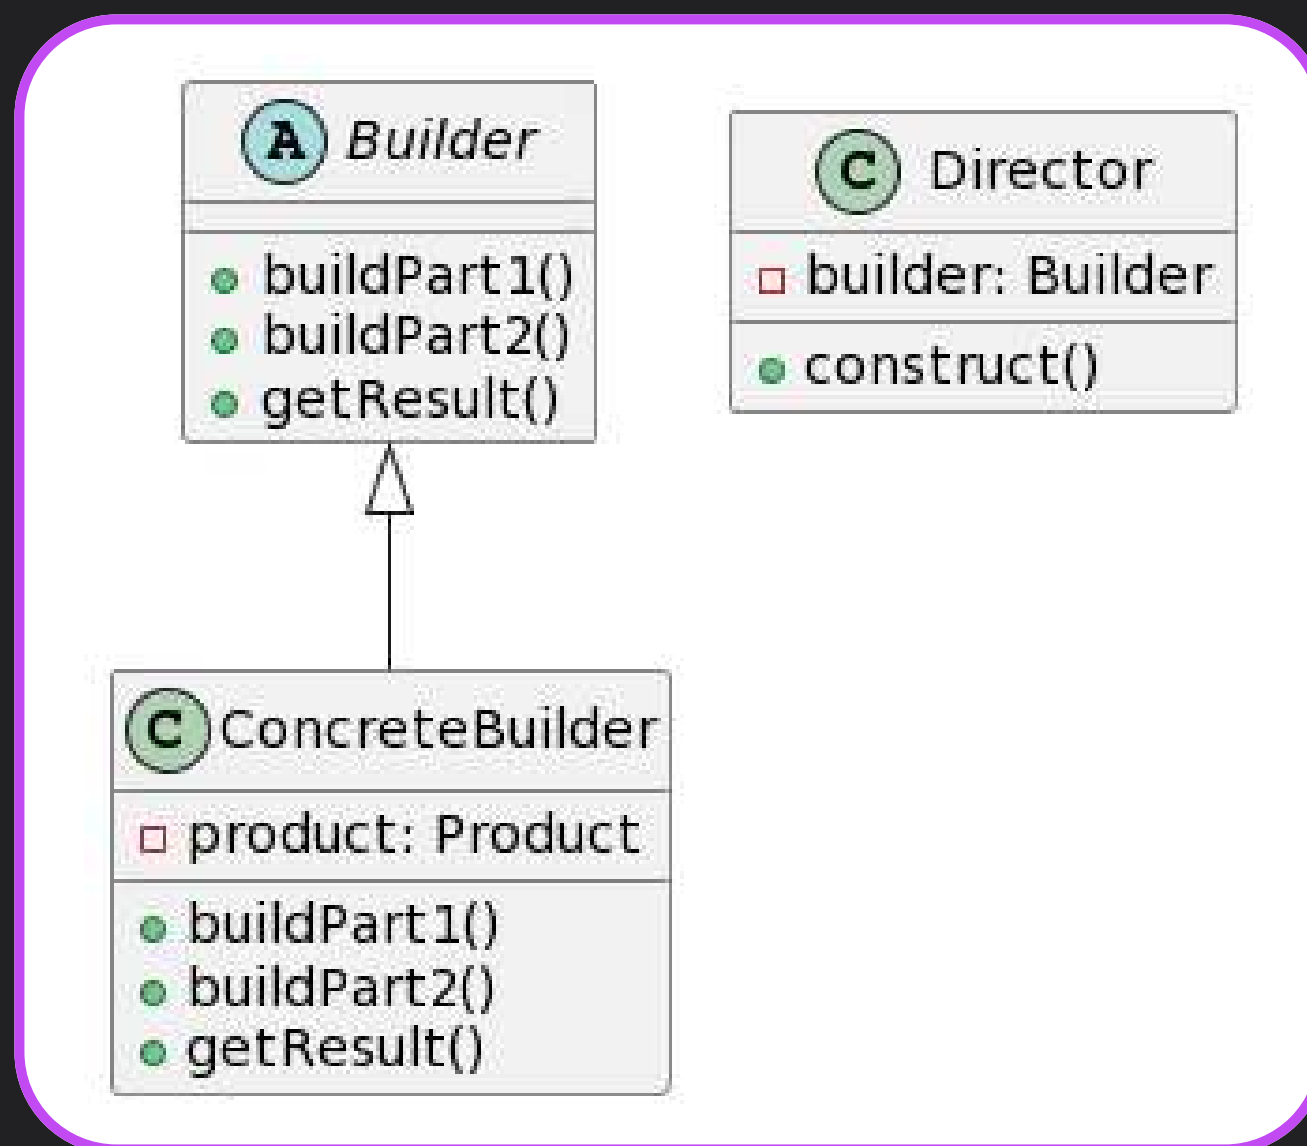 A Builder
buildPart1()
buildPart2()
getResult()
C Director
builder: Builder
construct()
C ConcreteBuilder
product: Product
buildPart1()
buildPart2()
getResult()